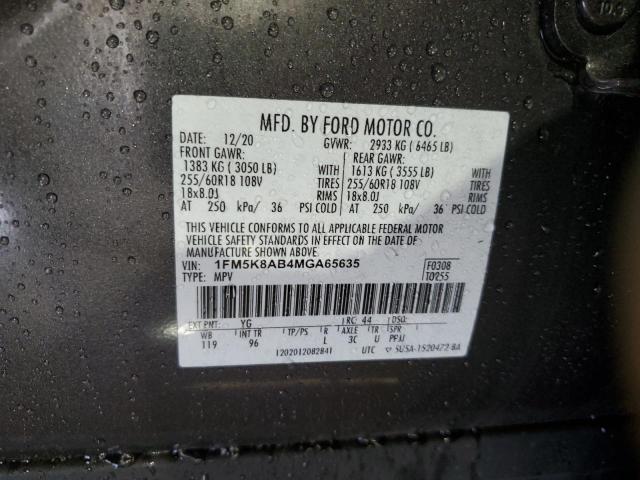 MFD. BY FORD MOTOR CO.
DATE: 12/20 GVWR: 2933 KG ( 6465 LB)
FRONT GAWR: REAR GAWR:
1383 KG ( 3050 LB) WITH 1613 KG ( 3555 LB) WITH
255/60R18 108V TIRES 255/60R18 108V TIRES
18x8.0J RIMS 18x8.0J RIMS
AT 250 kPa/ 36 PSI COLD AT 250 kPa/ 36 PSI COLD
THIS VEHICLE CONFORMS TO ALL APPLICABLE FEDERAL MOTOR
VEHICLE SAFETY STANDARDS IN EFFECT ON THE DATE OF
MANUFACTURE SHOWN ABOVE.
VIN: 1FM5K8AB4MGA65635 F0308
TYPE: MPV T0255
EXT PNT: YG RC: 44 DSO:
WB INT TR TP/PS R AXLE TR SPR
119 96 L 3C U PFJJ
1202012082841 UTC